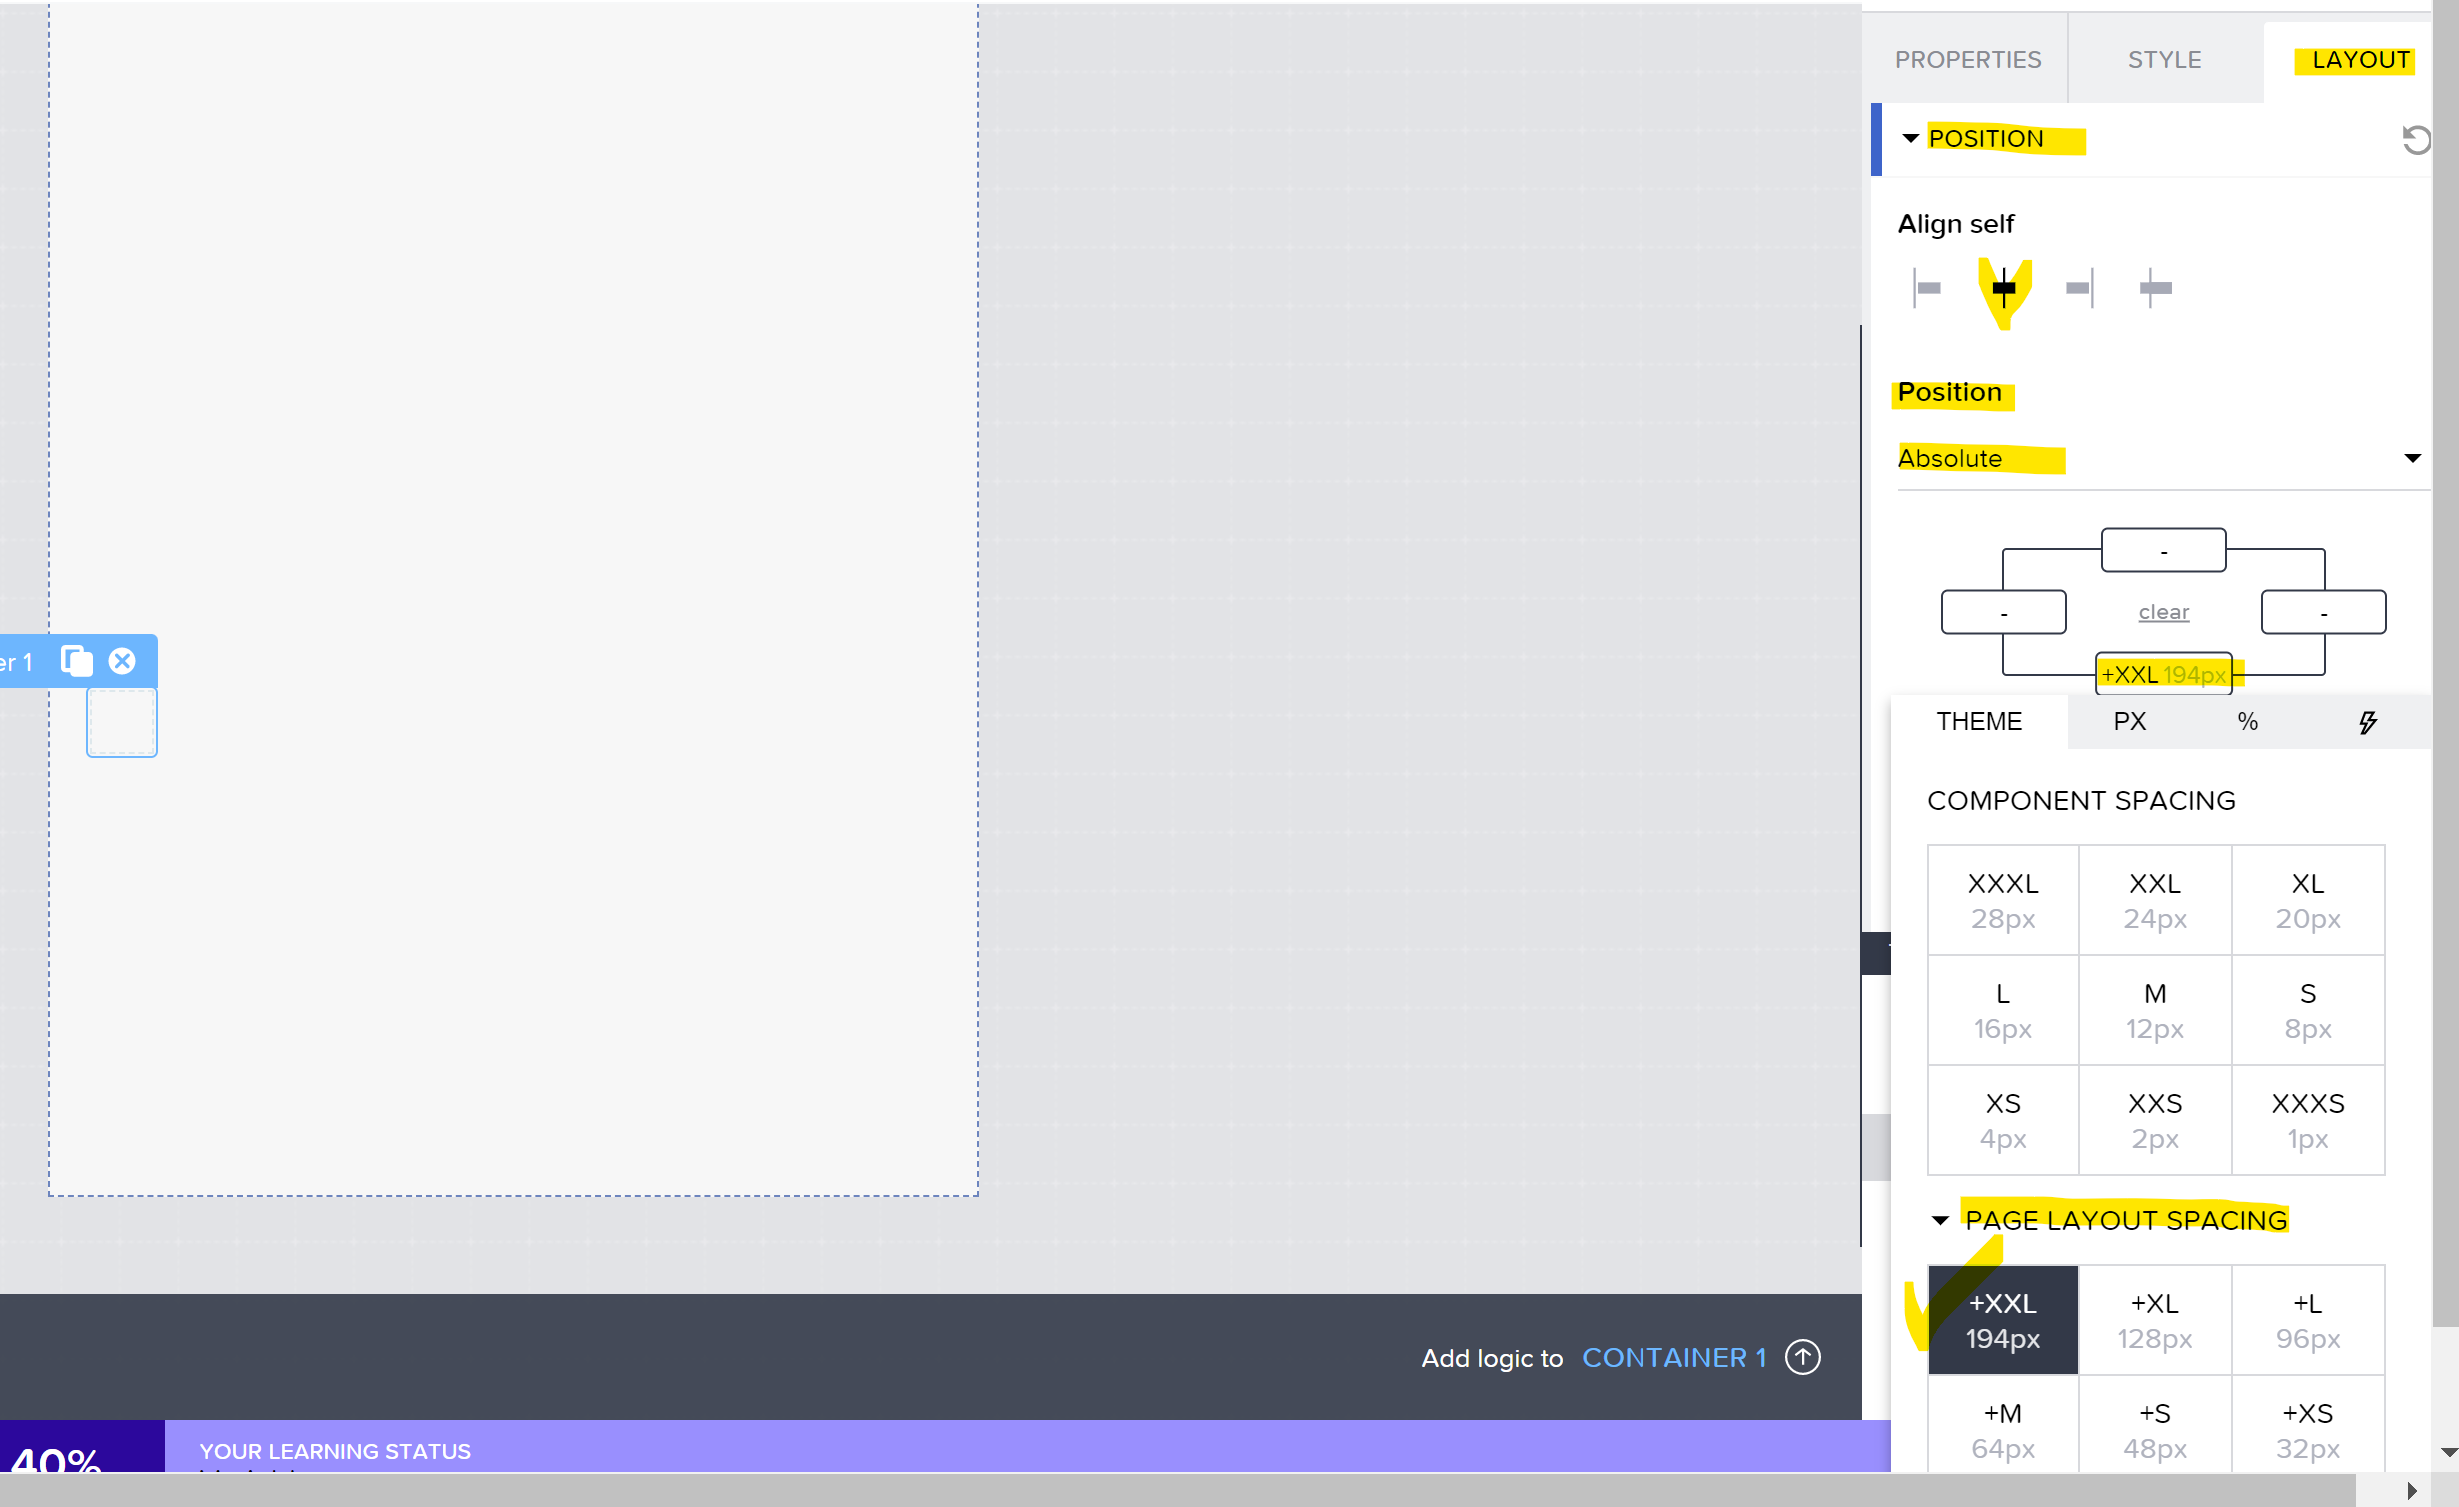 PROPERTIES STYLE LAYOUT
POSITION
Align self
Position
Absolute
-
- clear -
+XXL 194px
er 1
THEME PX %
COMPONENT SPACING
XXXL XXL XL
28px 24px 20px
L M S
16px 12px 8px
XS XXS XXXS
4px 2px 1px
PAGE LAYOUT SPACING
+XXL +XL +L
194px 128px 96px
+M +S +XS
64px 48px 32px
Add logic to CONTAINER 1
40% YOUR LEARNING STATUS